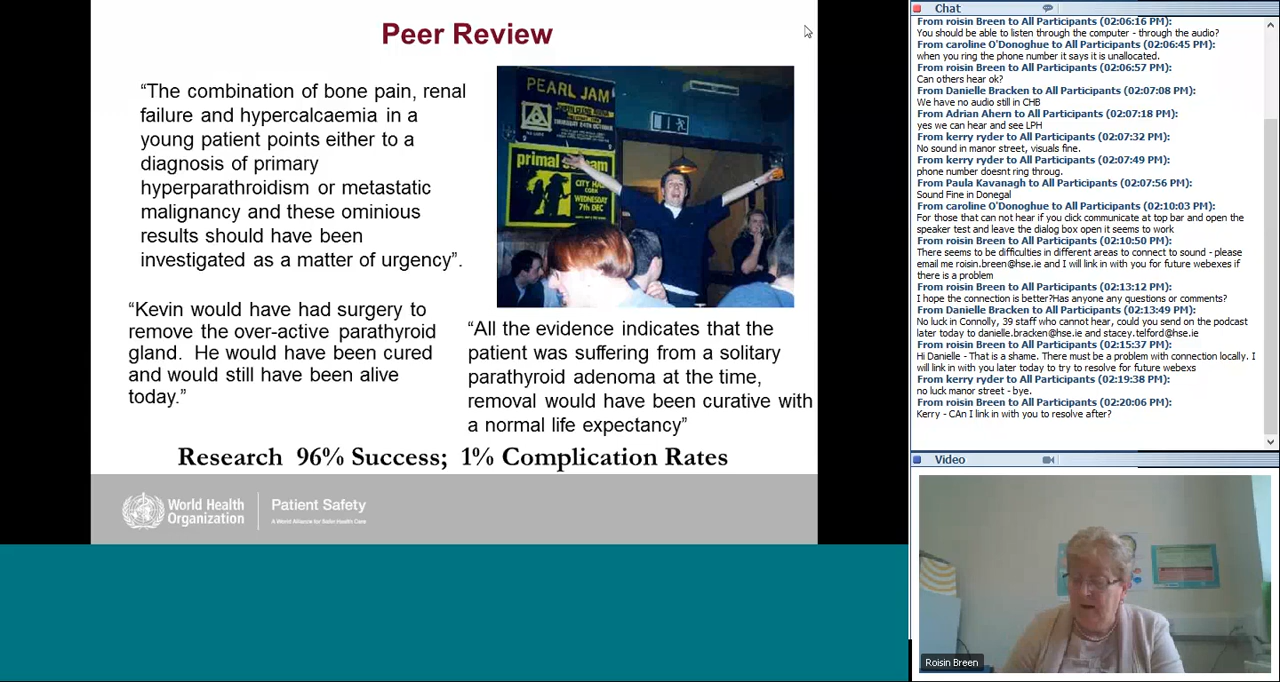 Peer Review
“The combination of bone pain, renal
failure and hypercalcaemia in a
young patient points either to a
diagnosis of primary
hyperparathroidism or metastatic
malignancy and these ominious
results should have been
investigated as a matter of urgency”.
“Kevin would have had surgery to
remove the over-active parathyroid
gland. He would have been cured
and would still have been alive
today.”
PEARL JAM
THURSDAY 24TH OCTOBER
primal
CITY HALL
CORK
WEDNESDAY
7TH DEC
“All the evidence indicates that the
patient was suffering from a solitary
parathyroid adenoma at the time,
removal would have been curative with
a normal life expectancy”
Research 96% Success; 1% Complication Rates
World Health
Organization
Patient Safety
A World Alliance for Safer Health Care
Chat
From roisin Breen to All Participants (02:06:16 PM):
You should be able to listen through the computer - through the audio?
From caroline O'Donoghue to All Participants (02:06:45 PM):
when you ring the phone number it says it is unallocated.
From roisin Breen to All Participants (02:06:57 PM):
Can others hear ok?
From Danielle Bracken to All Participants (02:07:08 PM):
We have no audio still in CHB
From Adrian Ahern to All Participants (02:07:18 PM):
yes we can hear and see LPH
From kerry ryder to All Participants (02:07:32 PM):
No sound in manor street, visuals fine.
From kerry ryder to All Participants (02:07:49 PM):
phone number doesnt ring throug.
From Paula Kavanagh to All Participants (02:07:56 PM):
Sound Fine in Donegal
From caroline O'Donoghue to All Participants (02:10:03 PM):
For those that can not hear if you click communicate at top bar and open the
speaker test and leave the dialog box open it seems to work
From roisin Breen to All Participants (02:10:50 PM):
There seems to be difficulties in different areas to connect to sound - please
email me roisin.breen@hse.ie and I will link in with you for future webexes if
there is a problem
From roisin Breen to All Participants (02:13:12 PM):
I hope the connection is better?Has anyone any questions or comments?
From Danielle Bracken to All Participants (02:13:49 PM):
No luck in Connolly, 39 staff who cannot hear, could you send on the podcast
later today to danielle.bracken@hse.ie and stacey.telford@hse.ie
From roisin Breen to All Participants (02:15:37 PM):
Hi Danielle - That is a shame. There must be a problem with connection locally. I
will link in with you later today to try to resolve for future webexs
From kerry ryder to All Participants (02:19:38 PM):
no luck manor street - bye.
From roisin Breen to All Participants (02:20:06 PM):
Kerry - CAn I link in with you to resolve after?
Video
Roisin Breen